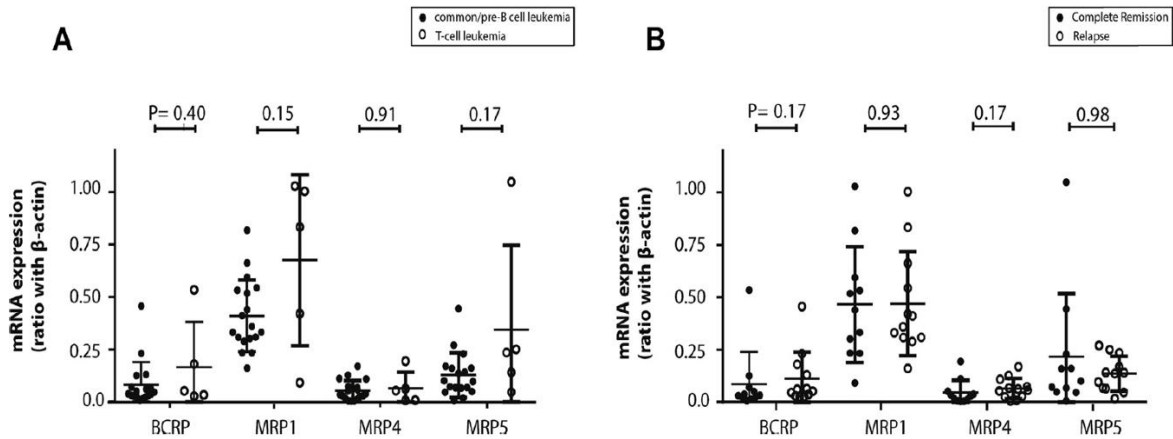 A
common/pre-B cell leukemia
T-cell leukemia
P= 0.40 0.15 0.91 0.17
mRNA expression
(ratio with β-actin)
1.00
0.75
0.50
0.25
0.0
BCRP MRP1 MRP4 MRP5
B
Complete Remission
Relapse
P= 0.17 0.93 0.17 0.98
mRNA expression
(ratio with β-actin)
1.00
0.75
0.50
0.25
0.0
BCRP MRP1 MRP4 MRP5